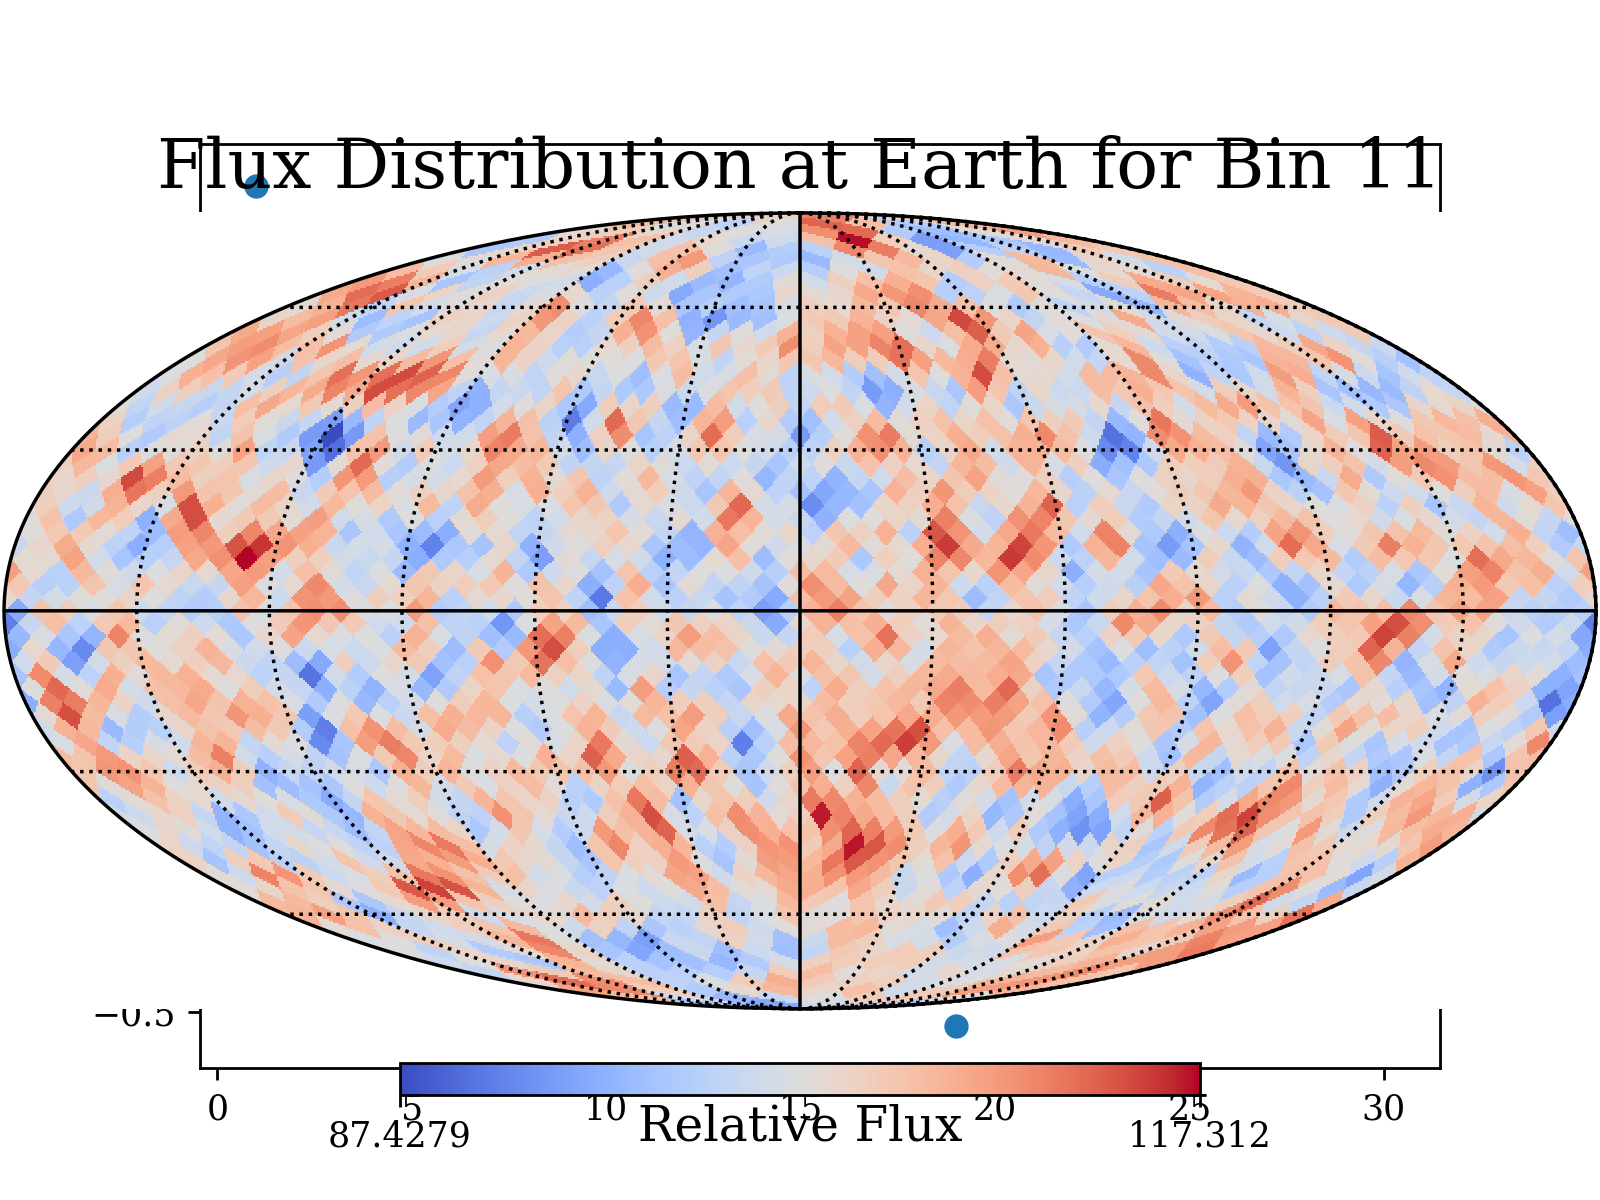 Flux Distribution at Earth for Bin 11
−0.5
0 5 10 15 20 25 30
Relative Flux
87.4279 117.312